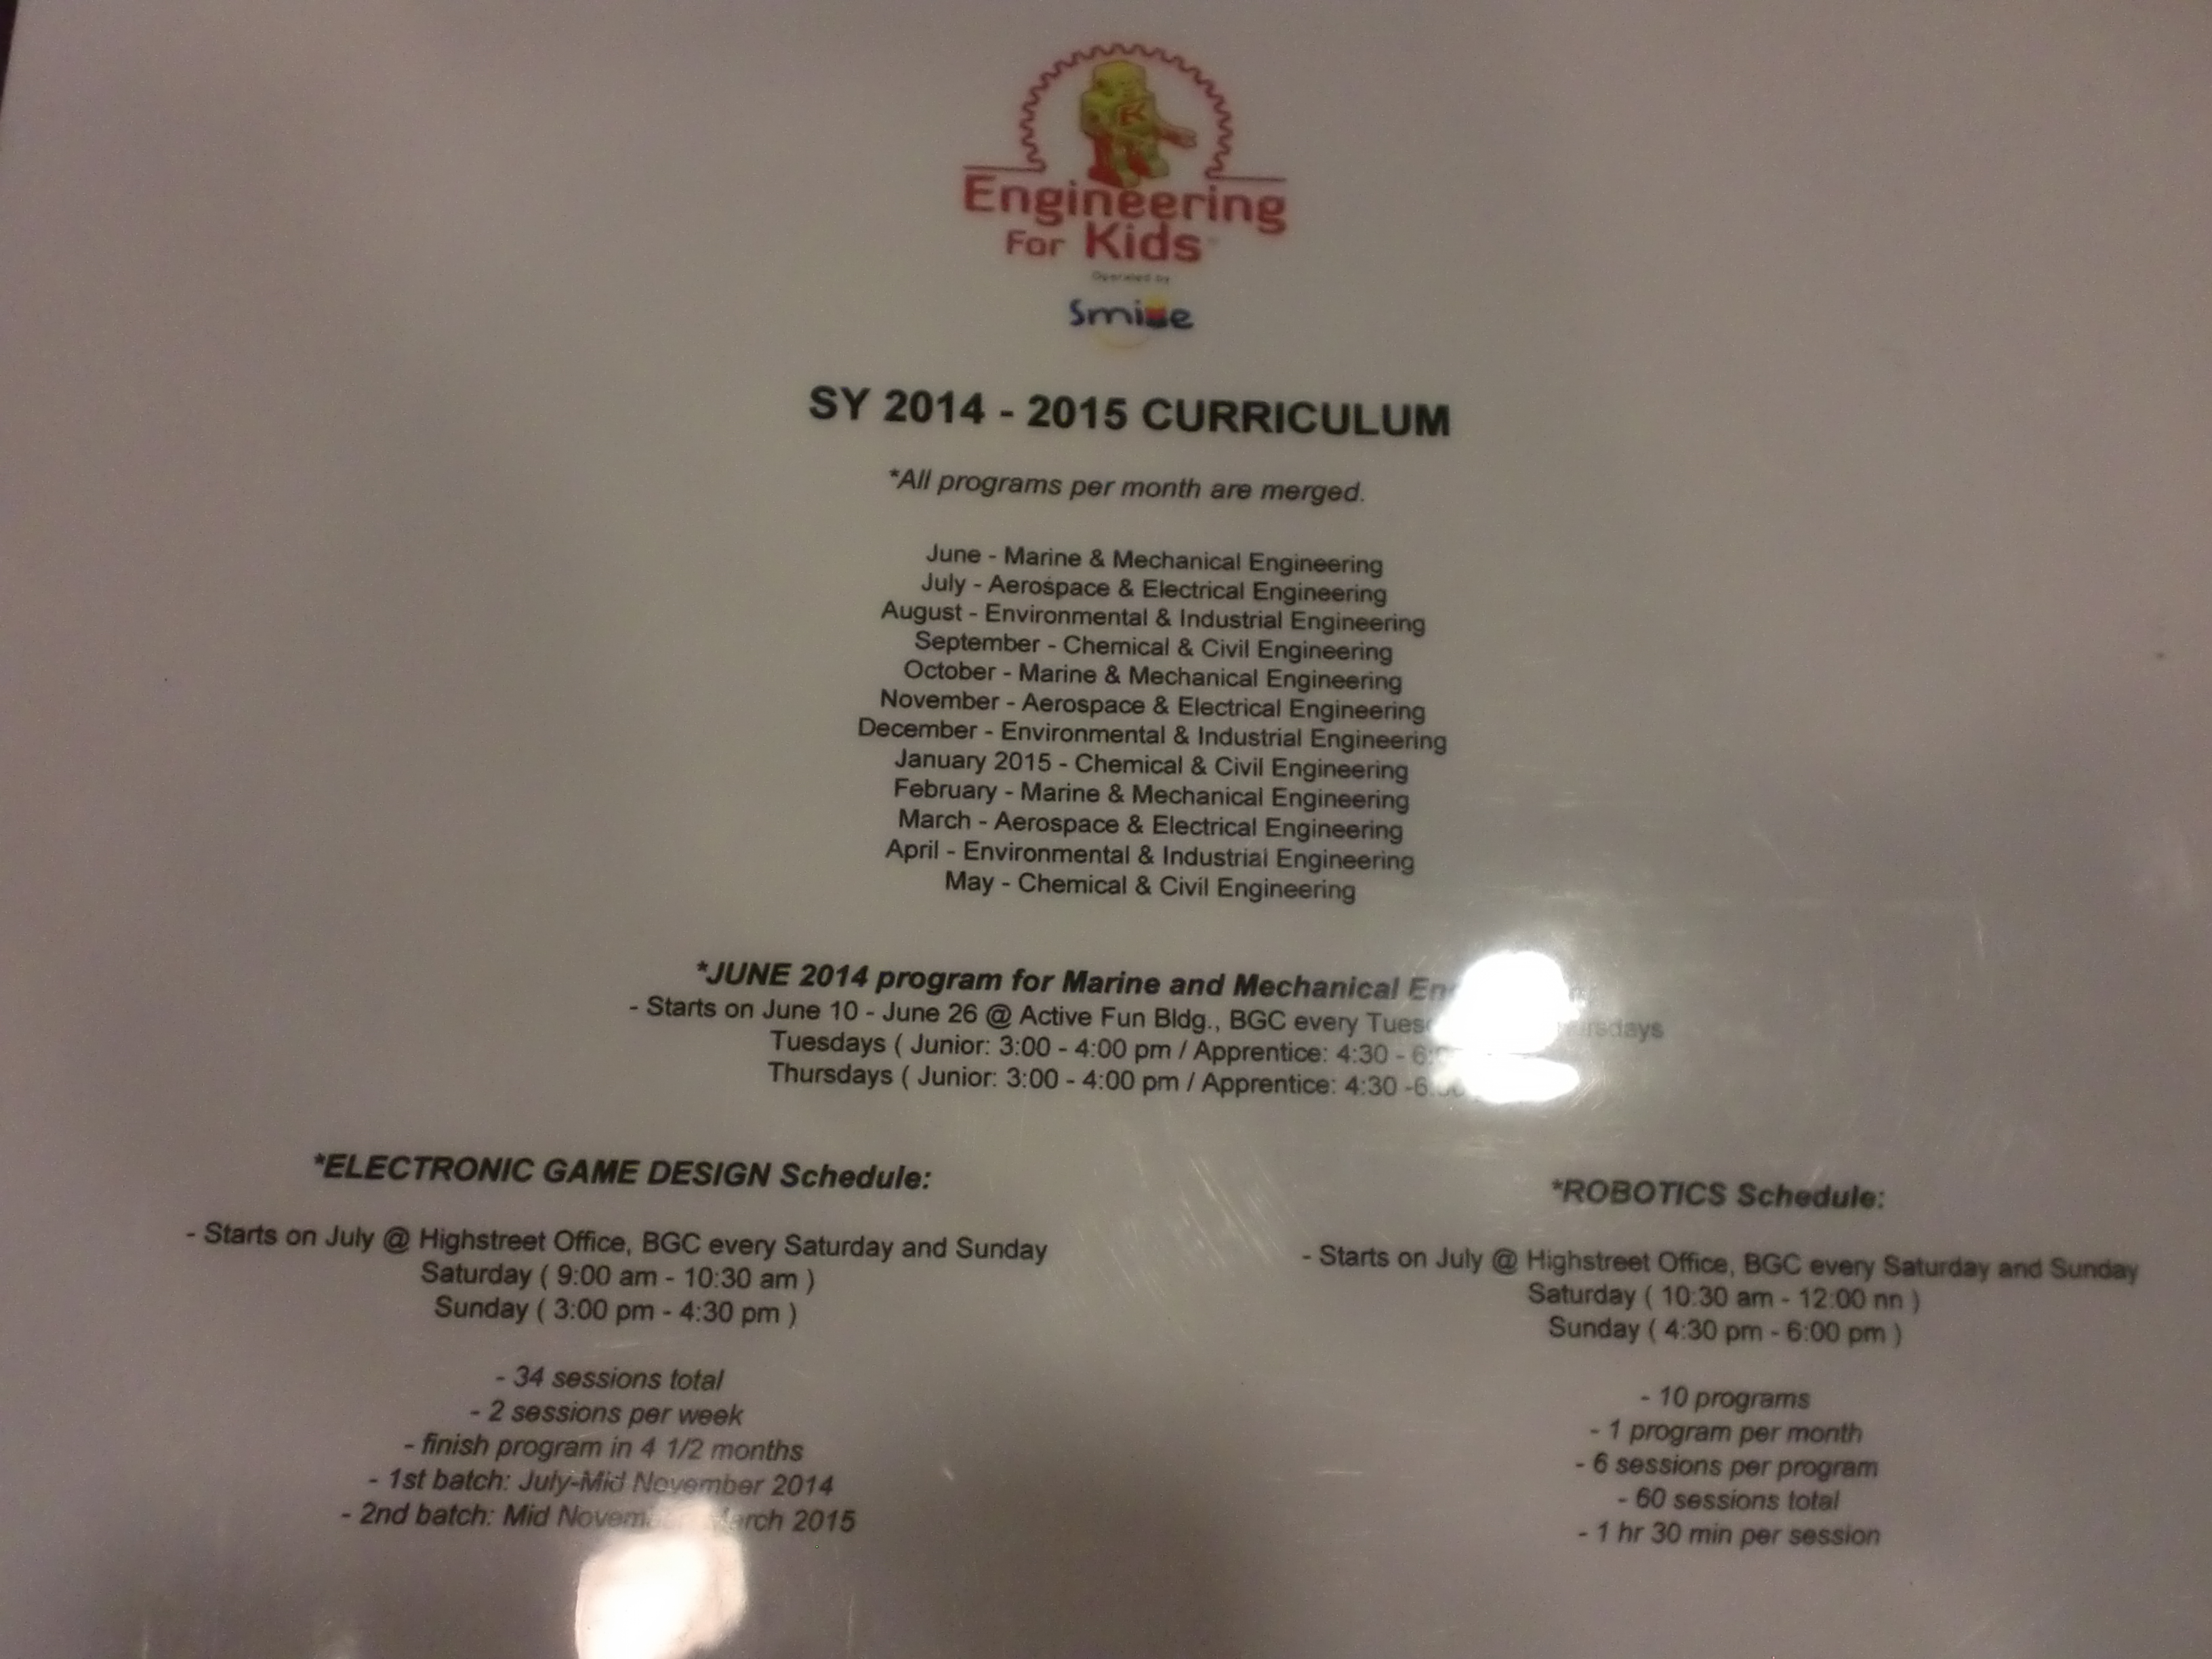 K
Engineering
For Kids
Operated by
Smile
SY 2014 - 2015 CURRICULUM
*All programs per month are merged.
June - Marine & Mechanical Engineering
July - Aerospace & Electrical Engineering
August - Environmental & Industrial Engineering
September - Chemical & Civil Engineering
October - Marine & Mechanical Engineering
November - Aerospace & Electrical Engineering
December - Environmental & Industrial Engineering
January 2015 - Chemical & Civil Engineering
February - Marine & Mechanical Engineering
March - Aerospace & Electrical Engineering
April - Environmental & Industrial Engineering
May - Chemical & Civil Engineering
*JUNE 2014 program for Marine and Mechanical
- Starts on June 10 - June 26 @ Active Fun Bldg., BGC every
Tuesdays ( Junior: 3:00 - 4:00 pm / Apprentice: 4:30 -
Thursdays ( Junior: 3:00 - 4:00 pm / Apprentice: 4:30 -
*ELECTRONIC GAME DESIGN Schedule:
- Starts on July @ Highstreet Office, BGC every Saturday and Sunday
Saturday ( 9:00 am - 10:30 am )
Sunday ( 3:00 pm - 4:30 pm )
- 34 sessions total
- 2 sessions per week
- finish program in 4 1/2 months
- 1st batch: July-Mid November 2014
- 2nd batch: Mid March 2015
*ROBOTICS Schedule:
- Starts on July @ Highstreet Office, BGC every Saturday and Sunday
Saturday ( 10:30 am - 12:00 nn )
Sunday ( 4:30 pm - 6:00 pm )
- 10 programs
- 1 program per month
- 6 sessions per program
- 60 sessions total
- 1 hr 30 min per session